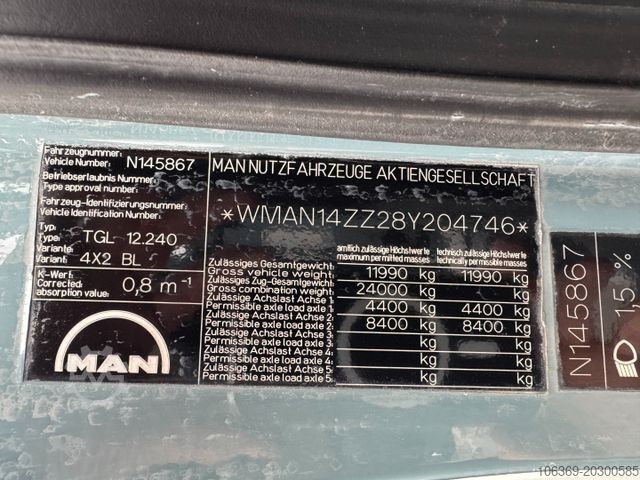 Fahrzeugnummer:
Vehicle Number: N145867
Betriebserlaubnis Nummer:
Type approval number:
Fahrzeug-Identifizierungsnummer:
Vehicle Identification Number:
Typ:
Type: TGL 12.240
Variante:
Variante: 4X2 BL
K-Wert:
Corrected absorption value: 0,8 m⁻¹
MAN
MAN NUTZFAHRZEUGE AKTIENGESELLSCHAFT
*WMAN14ZZ28Y204746*
amtlich zulässige Höchstwerte technisch zulässige Höchstwerte
maximum permitted masses technically permissible masses
Zulässiges Gesamtgewicht:
Gross vehicle weight: 11990 kg 11990 kg
Zulässiges Zug-Gesamtgewicht:
Gross combination weight: 24000 kg kg
Zulässige Achslast Achse 1:
Permissible axle load axle 1: 4400 kg 4400 kg
Zulässige Achslast Achse 2:
Permissible axle load axle 2: 8400 kg 8400 kg
Zulässige Achslast Achse 3:
Permissible axle load axle 3: kg kg
Zulässige Achslast Achse 4:
Permissible axle load axle 4: kg kg
Zulässige Achslast Achse 5:
Permissible axle load axle 5: kg kg
N145867
1,5 %
106369-20300585